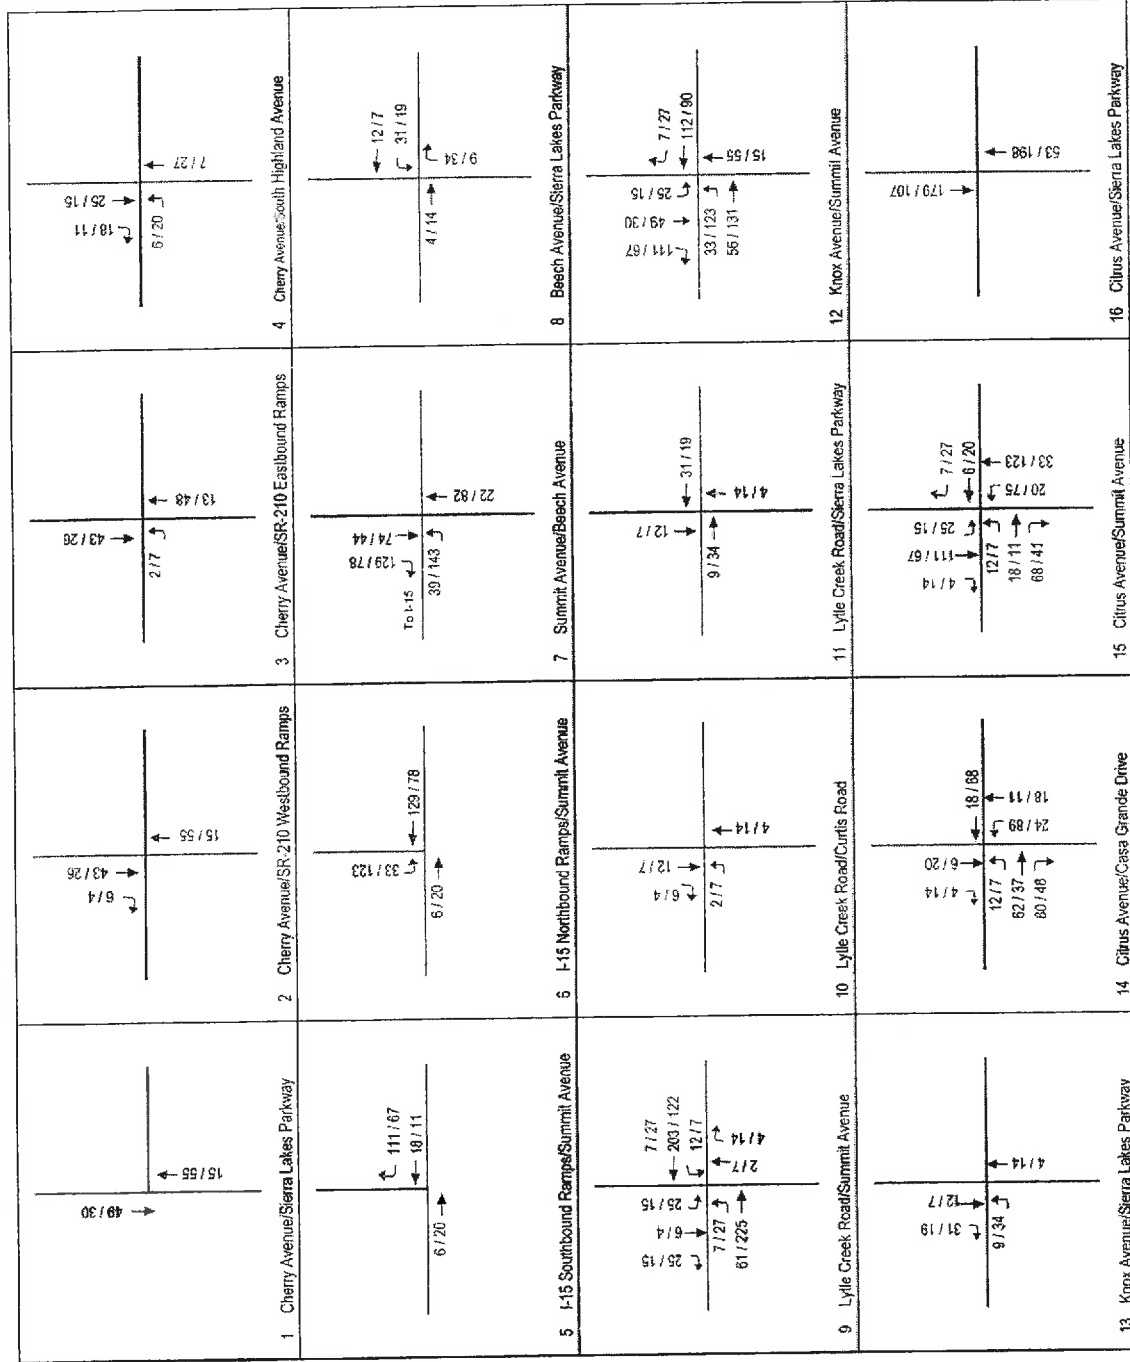 49 / 30
15 / 55
1 Cherry Avenue/Sierra Lakes Parkway
6 / 4
43 / 26
15 / 55
2 Cherry Avenue/SR-210 Westbound Ramps
43 / 26
2 / 7
13 / 48
3 Cherry Avenue/SR-210 Eastbound Ramps
18 / 11
25 / 15
6 / 20
7 / 27
4 Cherry Avenue/South Highland Avenue
111 / 67
18 / 11
6 / 20
5 I-15 Southbound Ramps/Summit Avenue
33 / 123
129 / 78
6 / 20
6 I-15 Northbound Ramps/Summit Avenue
To I-15
129 / 78
74 / 44
39 / 143
22 / 82
7 Summit Avenue/Beech Avenue
12 / 7
31 / 19
4 / 14
9 / 34
8 Beech Avenue/Sierra Lakes Parkway
25 / 15
6 / 4
25 / 15
7 / 27
203 / 122
12 / 7
7 / 27
61 / 225
2 / 7
4 / 14
9 Lytle Creek Road/Summit Avenue
6 / 4
12 / 7
2 / 7
4 / 14
10 Lytle Creek Road/Curtis Road
12 / 7
31 / 19
9 / 34
4 / 14
11 Lytle Creek Road/Sierra Lakes Parkway
111 / 67
49 / 30
25 / 15
7 / 27
112 / 90
33 / 123
56 / 131
15 / 55
12 Knox Avenue/Summit Avenue
31 / 19
12 / 7
9 / 34
4 / 14
13 Knox Avenue/Sierra Lakes Parkway
4 / 14
6 / 20
18 / 68
12 / 7
62 / 37
80 / 48
24 / 89
18 / 11
14 Citrus Avenue/Casa Grande Drive
4 / 14
111 / 67
25 / 15
7 / 27
6 / 20
12 / 7
18 / 11
68 / 41
20 / 75
33 / 123
15 Citrus Avenue/Summit Avenue
179 / 107
53 / 198
16 Citrus Avenue/Sierra Lakes Parkway